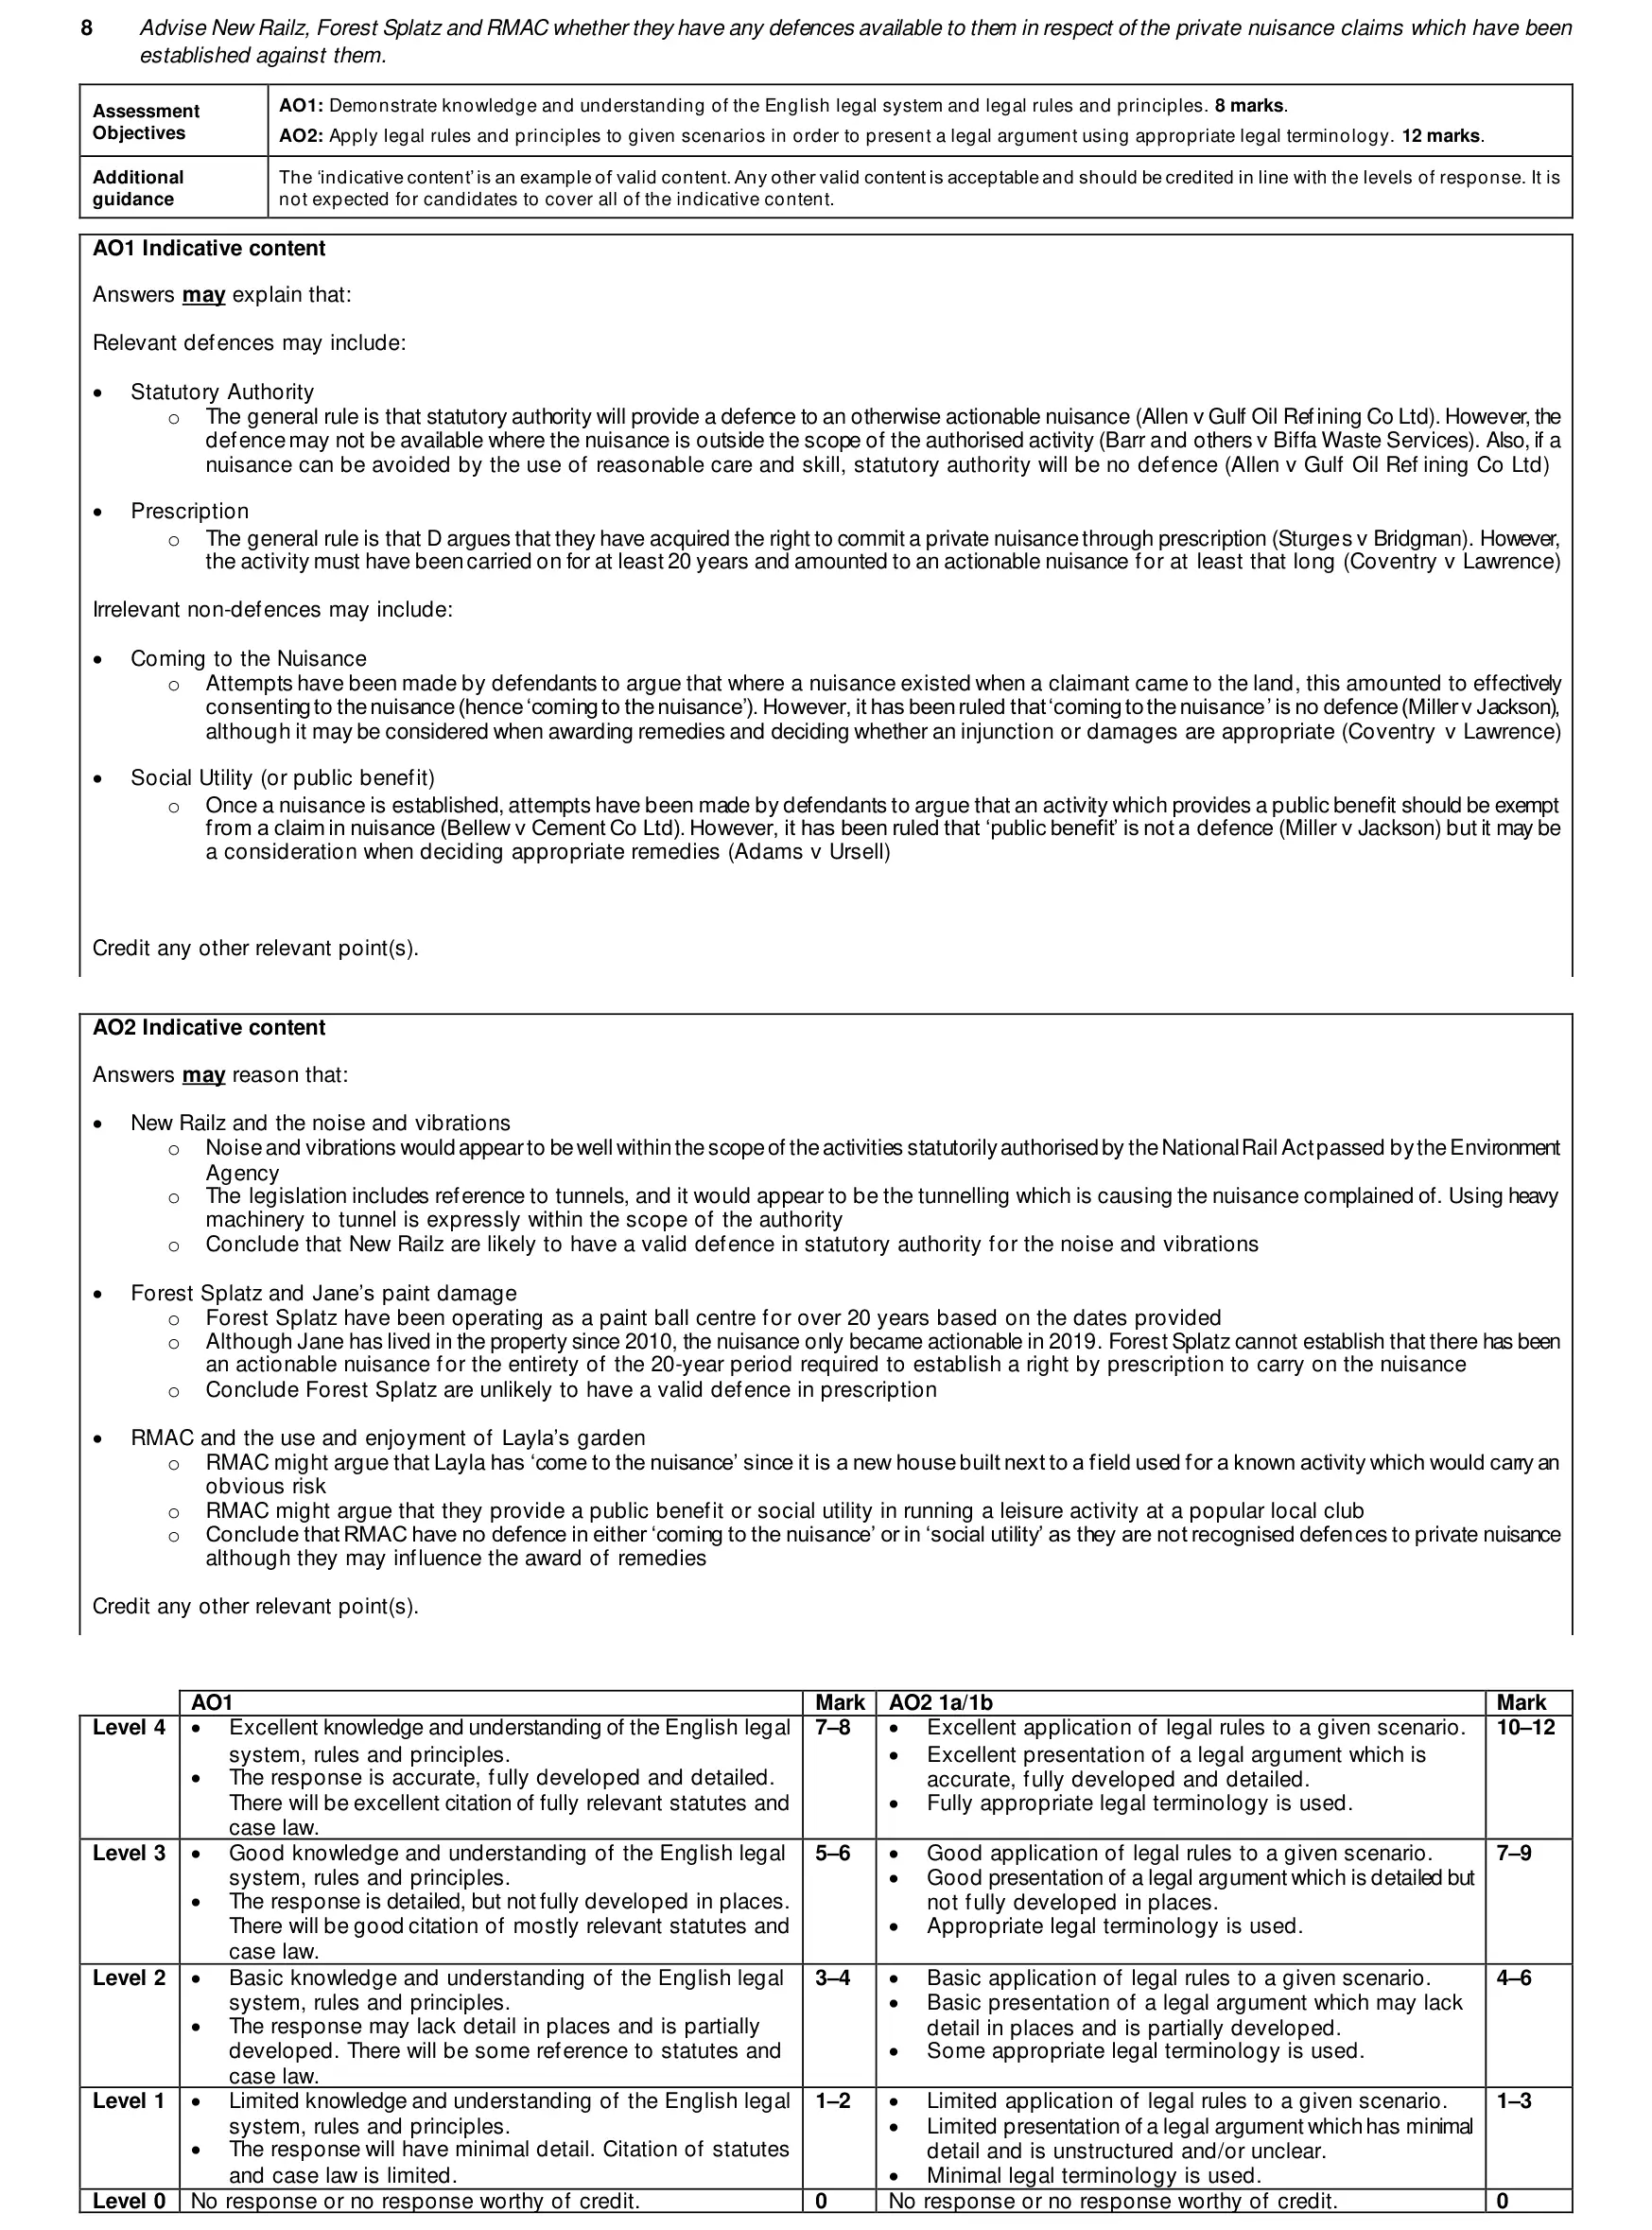 8 Advise New Railz, Forest Splatz and RMAC whether they have any defences available to them in respect of the private nuisance claims which have been
established against them.
Assessment
Objectives
AO1: Demonstrate knowledge and understanding of the English legal system and legal rules and principles. 8 marks.
AO2: Apply legal rules and principles to given scenarios in order to present a legal argument using appropriate legal terminology. 12 marks.
Additional
guidance
The ‘indicative content’ is an example of valid content. Any other valid content is acceptable and should be credited in line with the levels of response. It is
not expected for candidates to cover all of the indicative content.
AO1 Indicative content
Answers may explain that:
Relevant defences may include:
• Statutory Authority
o The general rule is that statutory authority will provide a defence to an otherwise actionable nuisance (Allen v Gulf Oil Refining Co Ltd). However, the
defence may not be available where the nuisance is outside the scope of the authorised activity (Barr and others v Biffa Waste Services). Also, if a
nuisance can be avoided by the use of reasonable care and skill, statutory authority will be no defence (Allen v Gulf Oil Refining Co Ltd)
• Prescription
o The general rule is that D argues that they have acquired the right to commit a private nuisance through prescription (Sturges v Bridgman). However,
the activity must have been carried on for at least 20 years and amounted to an actionable nuisance for at least that long (Coventry v Lawrence)
Irrelevant non-defences may include:
• Coming to the Nuisance
o Attempts have been made by defendants to argue that where a nuisance existed when a claimant came to the land, this amounted to effectively
consenting to the nuisance (hence ‘coming to the nuisance’). However, it has been ruled that ‘coming to the nuisance’ is no defence (Miller v Jackson),
although it may be considered when awarding remedies and deciding whether an injunction or damages are appropriate (Coventry v Lawrence)
• Social Utility (or public benefit)
o Once a nuisance is established, attempts have been made by defendants to argue that an activity which provides a public benefit should be exempt
from a claim in nuisance (Bellew v Cement Co Ltd). However, it has been ruled that ‘public benefit’ is not a defence (Miller v Jackson) but it may be
a consideration when deciding appropriate remedies (Adams v Ursell)
Credit any other relevant point(s).
AO2 Indicative content
Answers may reason that:
• New Railz and the noise and vibrations
o Noise and vibrations would appear to be well within the scope of the activities statutorily authorised by the National Rail Act passed by the Environment
Agency
o The legislation includes reference to tunnels, and it would appear to be the tunnelling which is causing the nuisance complained of. Using heavy
machinery to tunnel is expressly within the scope of the authority
o Conclude that New Railz are likely to have a valid defence in statutory authority for the noise and vibrations
• Forest Splatz and Jane’s paint damage
o Forest Splatz have been operating as a paint ball centre for over 20 years based on the dates provided
o Although Jane has lived in the property since 2010, the nuisance only became actionable in 2019. Forest Splatz cannot establish that there has been
an actionable nuisance for the entirety of the 20-year period required to establish a right by prescription to carry on the nuisance
o Conclude Forest Splatz are unlikely to have a valid defence in prescription
• RMAC and the use and enjoyment of Layla’s garden
o RMAC might argue that Layla has ‘come to the nuisance’ since it is a new house built next to a field used for a known activity which would carry an
obvious risk
o RMAC might argue that they provide a public benefit or social utility in running a leisure activity at a popular local club
o Conclude that RMAC have no defence in either ‘coming to the nuisance’ or in ‘social utility’ as they are not recognised defences to private nuisance
although they may influence the award of remedies
Credit any other relevant point(s).
AO1 Mark AO2 1a/1b Mark
Level 4
• Excellent knowledge and understanding of the English legal
system, rules and principles.
• The response is accurate, fully developed and detailed.
There will be excellent citation of fully relevant statutes and
case law.
7–8
• Excellent application of legal rules to a given scenario.
• Excellent presentation of a legal argument which is
accurate, fully developed and detailed.
• Fully appropriate legal terminology is used.
10–12
Level 3
• Good knowledge and understanding of the English legal
system, rules and principles.
• The response is detailed, but not fully developed in places.
There will be good citation of mostly relevant statutes and
case law.
5–6
• Good application of legal rules to a given scenario.
• Good presentation of a legal argument which is detailed but
not fully developed in places.
• Appropriate legal terminology is used.
7–9
Level 2
• Basic knowledge and understanding of the English legal
system, rules and principles.
• The response may lack detail in places and is partially
developed. There will be some reference to statutes and
case law.
3–4
• Basic application of legal rules to a given scenario.
• Basic presentation of a legal argument which may lack
detail in places and is partially developed.
• Some appropriate legal terminology is used.
4–6
Level 1
• Limited knowledge and understanding of the English legal
system, rules and principles.
• The response will have minimal detail. Citation of statutes
and case law is limited.
1–2
• Limited application of legal rules to a given scenario.
• Limited presentation of a legal argument which has minimal
detail and is unstructured and/or unclear.
• Minimal legal terminology is used.
1–3
Level 0
No response or no response worthy of credit.
0
No response or no response worthy of credit.
0